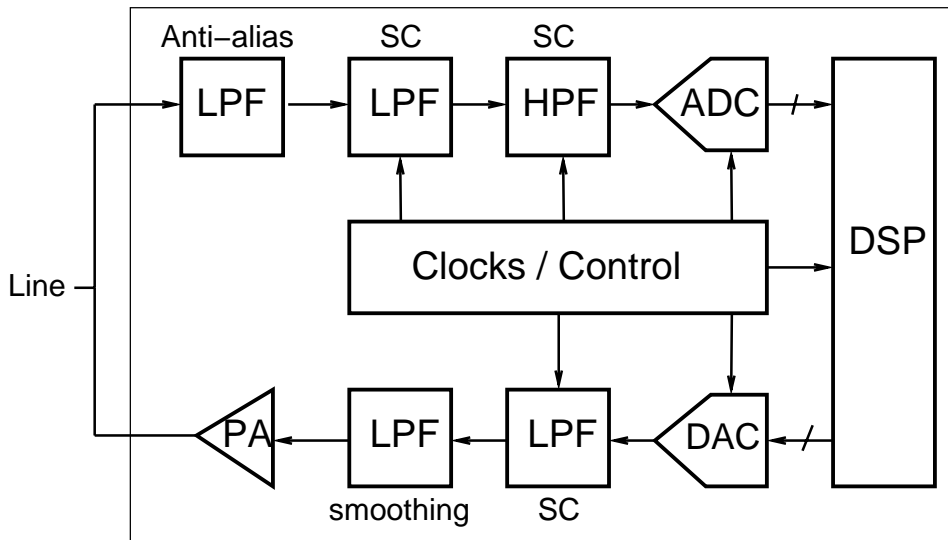 Anti−alias
SC
SC
LPF
LPF
HPF
ADC
DSP
Clocks / Control
Line
PA
LPF
LPF
DAC
smoothing
SC